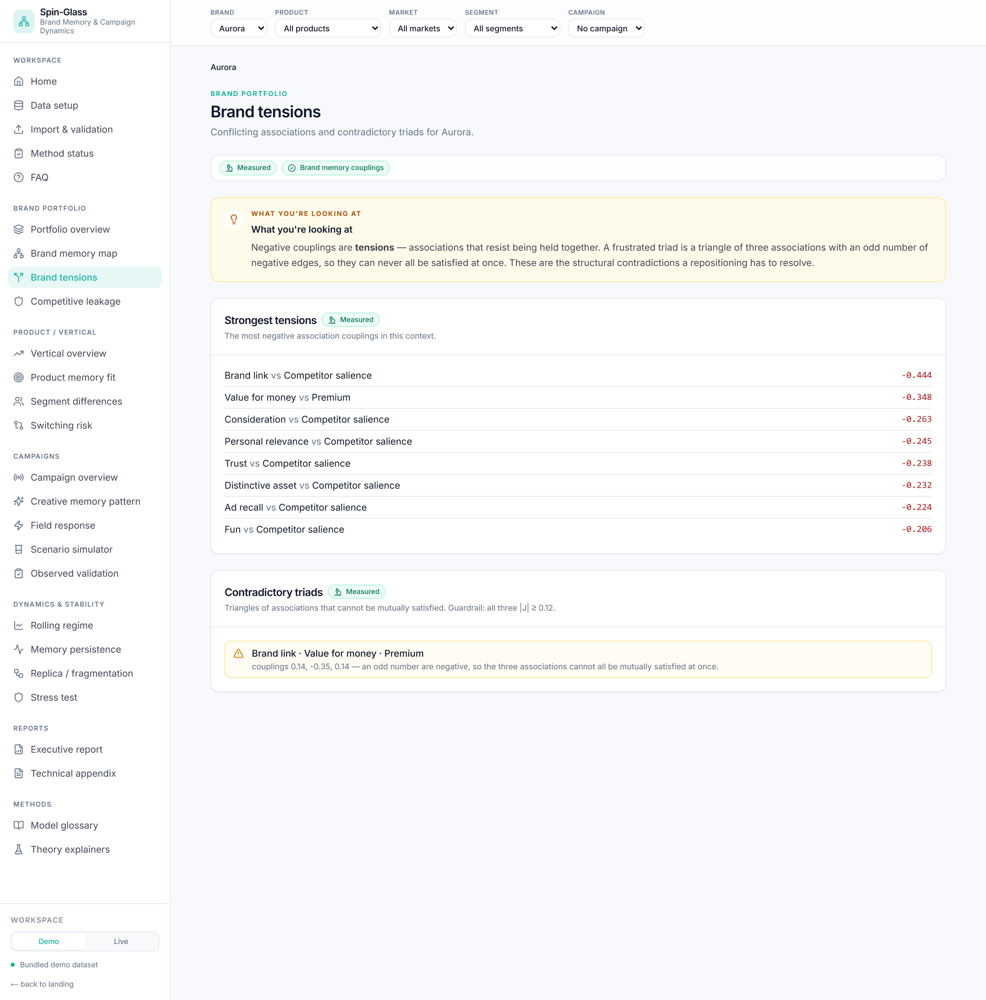 Spin-Glass
Brand Memory & Campaign
Dynamics
WORKSPACE
Home
Data setup
Import & validation
Method status
FAQ
BRAND PORTFOLIO
Portfolio overview
Brand memory map
Brand tensions
Competitive leakage
PRODUCT / VERTICAL
Vertical overview
Product memory fit
Segment differences
Switching risk
CAMPAIGNS
Campaign overview
Creative memory pattern
Field response
Scenario simulator
Observed validation
DYNAMICS & STABILITY
Rolling regime
Memory persistence
Replica / fragmentation
Stress test
REPORTS
Executive report
Technical appendix
METHODS
Model glossary
Theory explainers
WORKSPACE
Demo Live
Bundled demo dataset
← back to landing
BRAND PRODUCT MARKET SEGMENT CAMPAIGN
Aurora All products All markets All segments No campaign
Aurora
BRAND PORTFOLIO
Brand tensions
Conflicting associations and contradictory triads for Aurora.
Measured Brand memory couplings
WHAT YOU'RE LOOKING AT
What you're looking at
Negative couplings are tensions — associations that resist being held together. A frustrated triad is a triangle of three associations with an odd number of
negative edges, so they can never all be satisfied at once. These are the structural contradictions a repositioning has to resolve.
Strongest tensions Measured
The most negative association couplings in this context.
Brand link vs Competitor salience -0.444
Value for money vs Premium -0.348
Consideration vs Competitor salience -0.263
Personal relevance vs Competitor salience -0.245
Trust vs Competitor salience -0.238
Distinctive asset vs Competitor salience -0.232
Ad recall vs Competitor salience -0.224
Fun vs Competitor salience -0.206
Contradictory triads Measured
Triangles of associations that cannot be mutually satisfied. Guardrail: all three |J| ≥ 0.12.
Brand link · Value for money · Premium
couplings 0.14, -0.35, 0.14 — an odd number are negative, so the three associations cannot all be mutually satisfied at once.